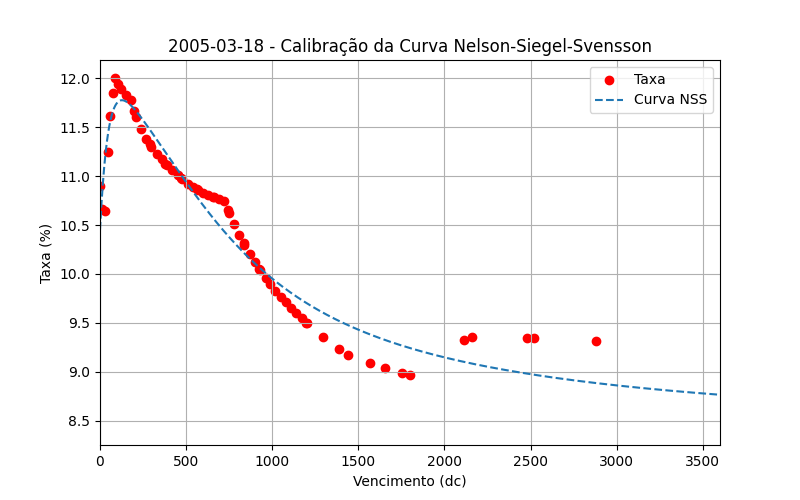 2005-03-18 - Calibração da Curva Nelson-Siegel-Svensson
Taxa
Curva NSS
Taxa (%)
12.0
11.5
11.0
10.5
10.0
9.5
9.0
8.5
0 500 1000 1500 2000 2500 3000 3500
Vencimento (dc)